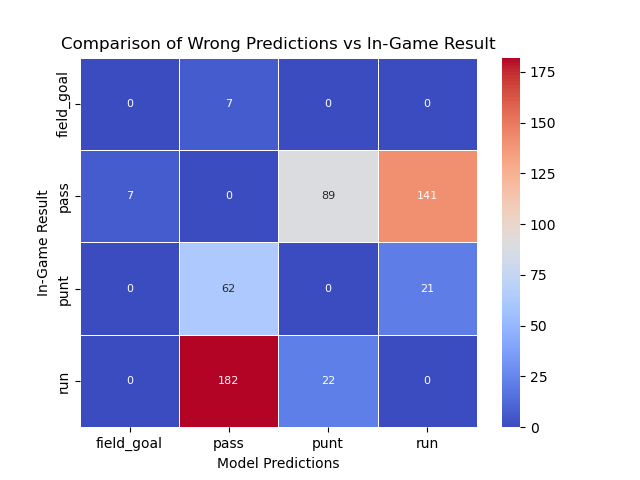 Comparison of Wrong Predictions vs In-Game Result
In-Game Result
field_goal
0 7 0 0
pass
7 0 89 141
punt
0 62 0 21
run
0 182 22 0
field_goal pass punt run
Model Predictions
175
150
125
100
75
50
25
0